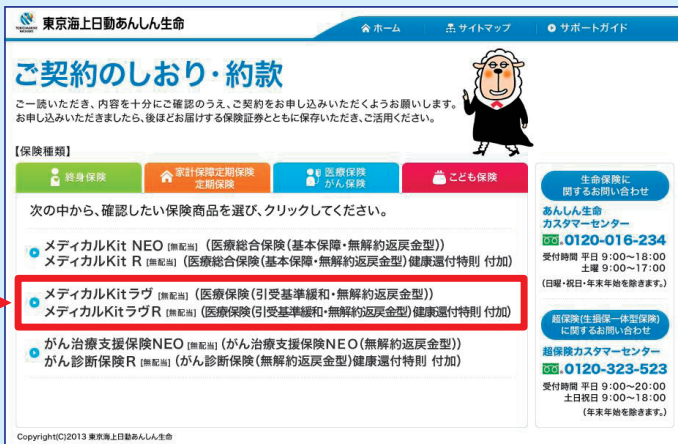 東京海上日動あんしん生命
ホーム
サイトマップ
サポートガイド
ご契約のしおり・約款
ご一読いただき、内容を十分にご確認のうえ、ご契約をお申し込みいただくようお願いします。
お申し込みいただきましたら、後ほどお届けする保険証券とともに保存いただき、ご活用ください。
【保険種類】
終身保険
家計保障定期保険
定期保険
医療保険
がん保険
こども保険
次の中から、確認したい保険商品を選び、クリックしてください。
メディカルKit NEO [無配当] (医療総合保険(基本保障・無解約返戻金型))
メディカルKit R [無配当] (医療総合保険(基本保障・無解約返戻金型)健康還付特則 付加)
メディカルKitラヴ [無配当] (医療保険(引受基準緩和・無解約返戻金型))
メディカルKitラヴR [無配当] (医療保険(引受基準緩和・無解約返戻金型)健康還付特則 付加)
がん治療支援保険NEO [無配当] (がん治療支援保険NEO(無解約返戻金型))
がん診断保険R [無配当] (がん診断保険(無解約返戻金型)健康還付特則 付加)
生命保険に
関するお問い合わせ
あんしん生命
カスタマーセンター
0120-016-234
受付時間 平日 9:00~18:00
土曜 9:00~17:00
(日曜・祝日・年末年始を除きます。)
超保険(生損保一体型保険)
に関するお問い合わせ
超保険カスタマーセンター
0120-323-523
受付時間 平日 9:00~20:00
土日祝日 9:00~18:00
(年末年始を除きます。)
Copyright(C)2013 東京海上日動あんしん生命